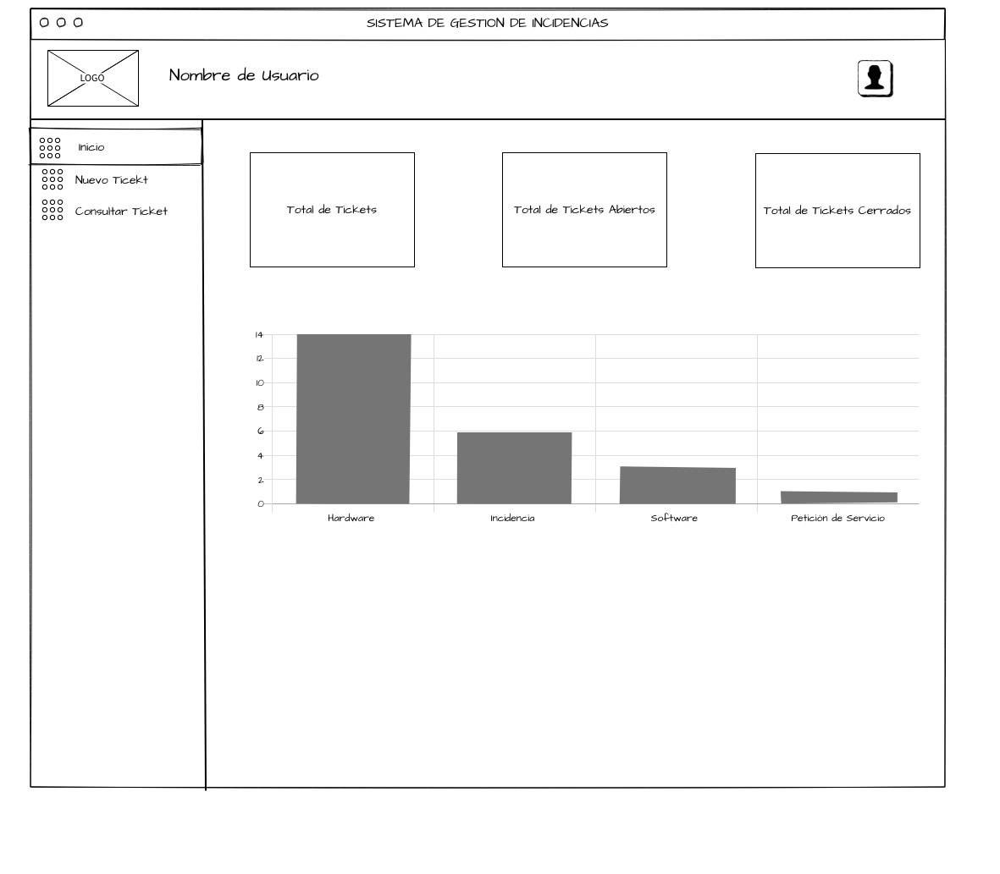 SISTEMA DE GESTION DE INCIDENCIAS
LOGO
Nombre de Usuario
Inicio
Nuevo Ticekt
Consultar Ticket
Total de Tickets
Total de Tickets Abiertos
Total de Tickets Cerrados
14
12
10
8
6
4
2
0
Hardware
Incidencia
Software
Petición de Servicio